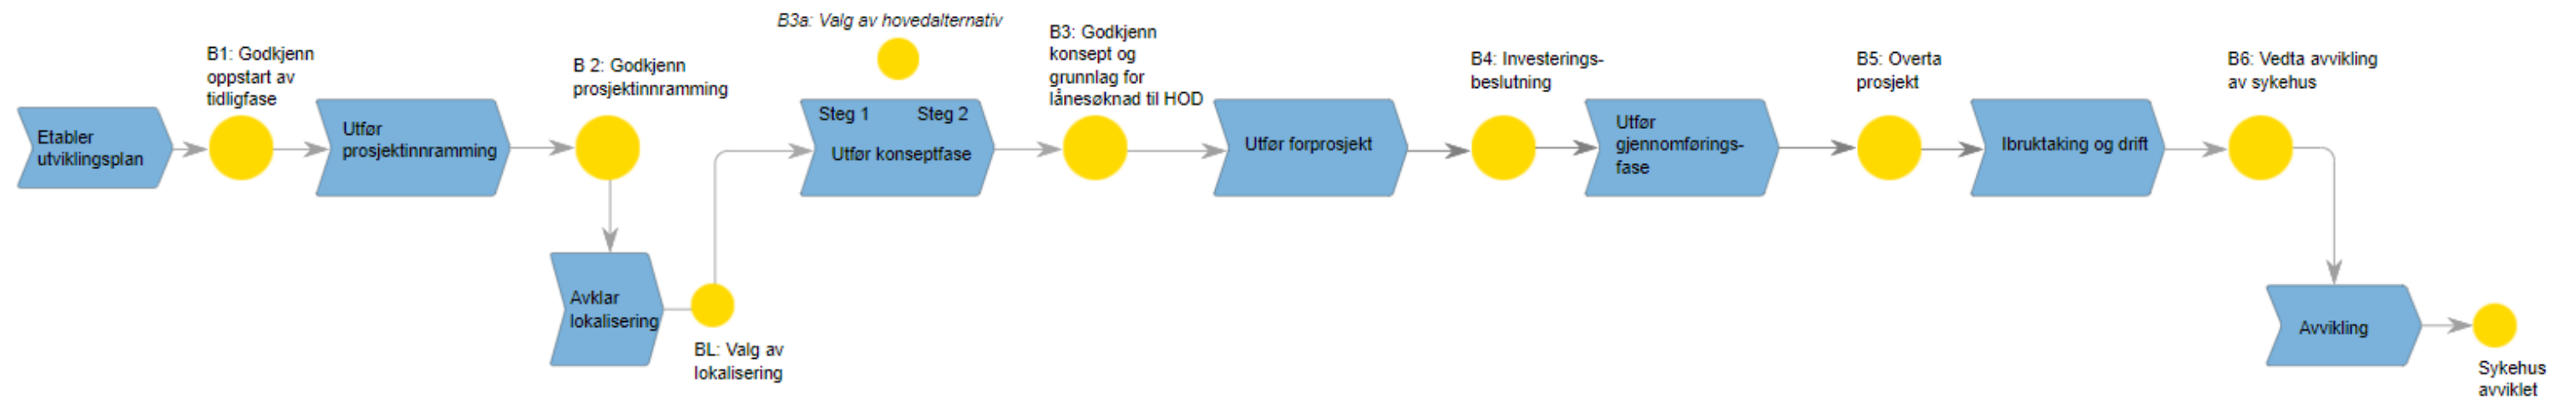 Etabler
utviklingsplan
B1: Godkjenn
oppstart av
tidligfase
Utfør
prosjektinnramming
B 2: Godkjenn
prosjektinnramming
Avklar
lokalisering
BL: Valg av
lokalisering
B3a: Valg av hovedalternativ
Steg 1 Steg 2
Utfør konseptfase
B3: Godkjenn
konsept og
grunnlag for
lånesøknad til HOD
Utfør forprosjekt
B4: Investerings-
beslutning
Utfør
gjennomførings-
fase
B5: Overta
prosjekt
Ibruktaking og drift
B6: Vedta avvikling
av sykehus
Avvikling
Sykehus
avviklet